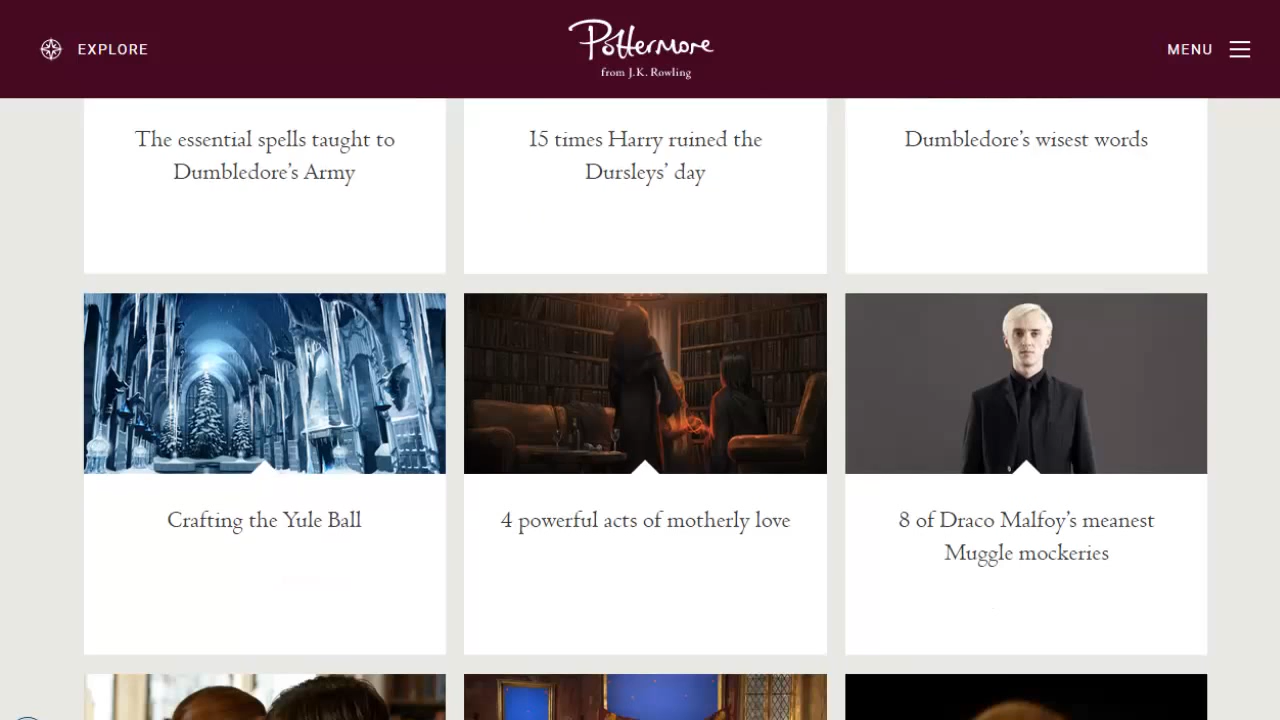 EXPLORE
Pottermore
from J.K. Rowling
MENU
The essential spells taught to
Dumbledore's Army
15 times Harry ruined the
Dursleys' day
Dumbledore's wisest words
Crafting the Yule Ball
4 powerful acts of motherly love
8 of Draco Malfoy's meanest
Muggle mockeries